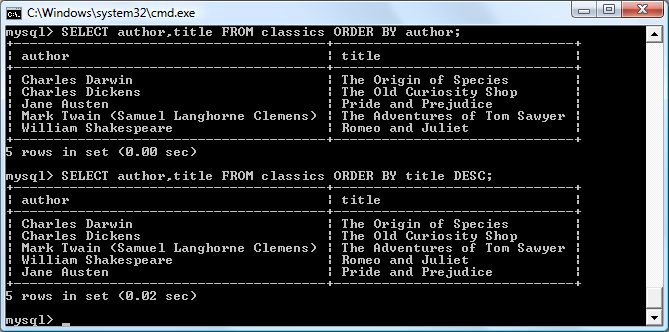 C:\Windows\system32\cmd.exe
mysql> SELECT author,title FROM classics ORDER BY author;
+--------------------------------------+------------------------------+
| author                               | title                        |
+--------------------------------------+------------------------------+
| Charles Darwin                       | The Origin of Species        |
| Charles Dickens                      | The Old Curiosity Shop       |
| Jane Austen                          | Pride and Prejudice          |
| Mark Twain (Samuel Langhorne Clemens) | The Adventures of Tom Sawyer |
| William Shakespeare                  | Romeo and Juliet             |
+--------------------------------------+------------------------------+
5 rows in set (0.00 sec)
mysql> SELECT author,title FROM classics ORDER BY title DESC;
+--------------------------------------+------------------------------+
| author                               | title                        |
+--------------------------------------+------------------------------+
| Charles Darwin                       | The Origin of Species        |
| Charles Dickens                      | The Old Curiosity Shop       |
| Mark Twain (Samuel Langhorne Clemens) | The Adventures of Tom Sawyer |
| William Shakespeare                  | Romeo and Juliet             |
| Jane Austen                          | Pride and Prejudice          |
+--------------------------------------+------------------------------+
5 rows in set (0.02 sec)
mysql> _